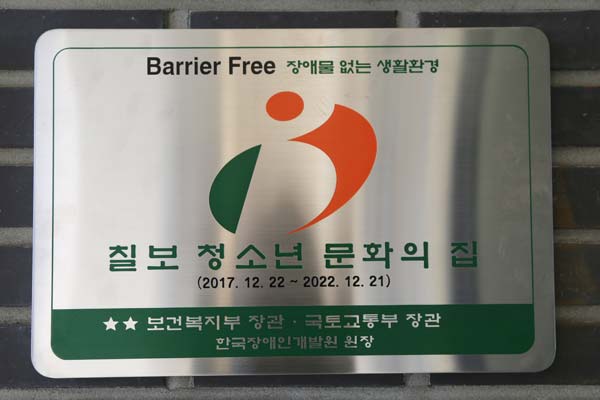 Barrier Free 장애물 없는 생활환경
칠보 청소년 문화의 집
(2017. 12. 22 ~ 2022. 12. 21)
★★ 보건복지부 장관 · 국토교통부 장관
한국장애인개발원 원장